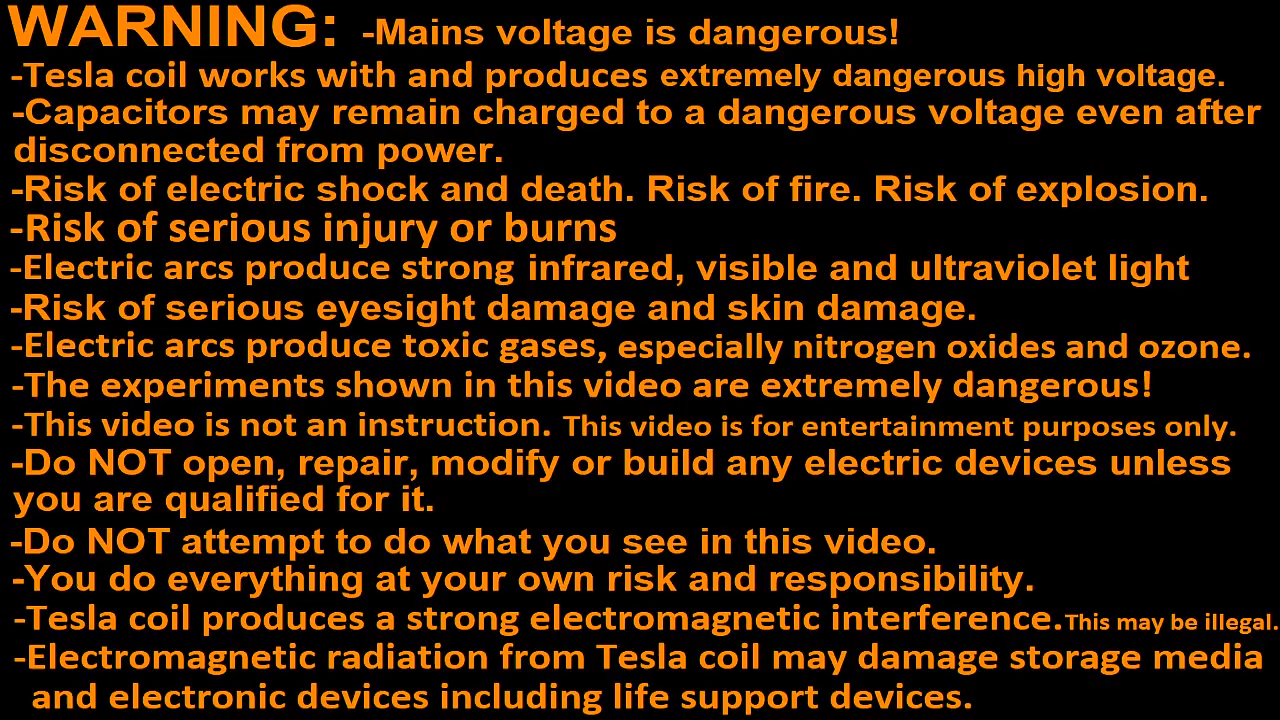 WARNING: -Mains voltage is dangerous!
-Tesla coil works with and produces extremely dangerous high voltage.
-Capacitors may remain charged to a dangerous voltage even after
disconnected from power.
-Risk of electric shock and death. Risk of fire. Risk of explosion.
-Risk of serious injury or burns
-Electric arcs produce strong infrared, visible and ultraviolet light
-Risk of serious eyesight damage and skin damage.
-Electric arcs produce toxic gases, especially nitrogen oxides and ozone.
-The experiments shown in this video are extremely dangerous!
-This video is not an instruction. This video is for entertainment purposes only.
-Do NOT open, repair, modify or build any electric devices unless
you are qualified for it.
-Do NOT attempt to do what you see in this video.
-You do everything at your own risk and responsibility.
-Tesla coil produces a strong electromagnetic interference. This may be illegal.
-Electromagnetic radiation from Tesla coil may damage storage media
and electronic devices including life support devices.